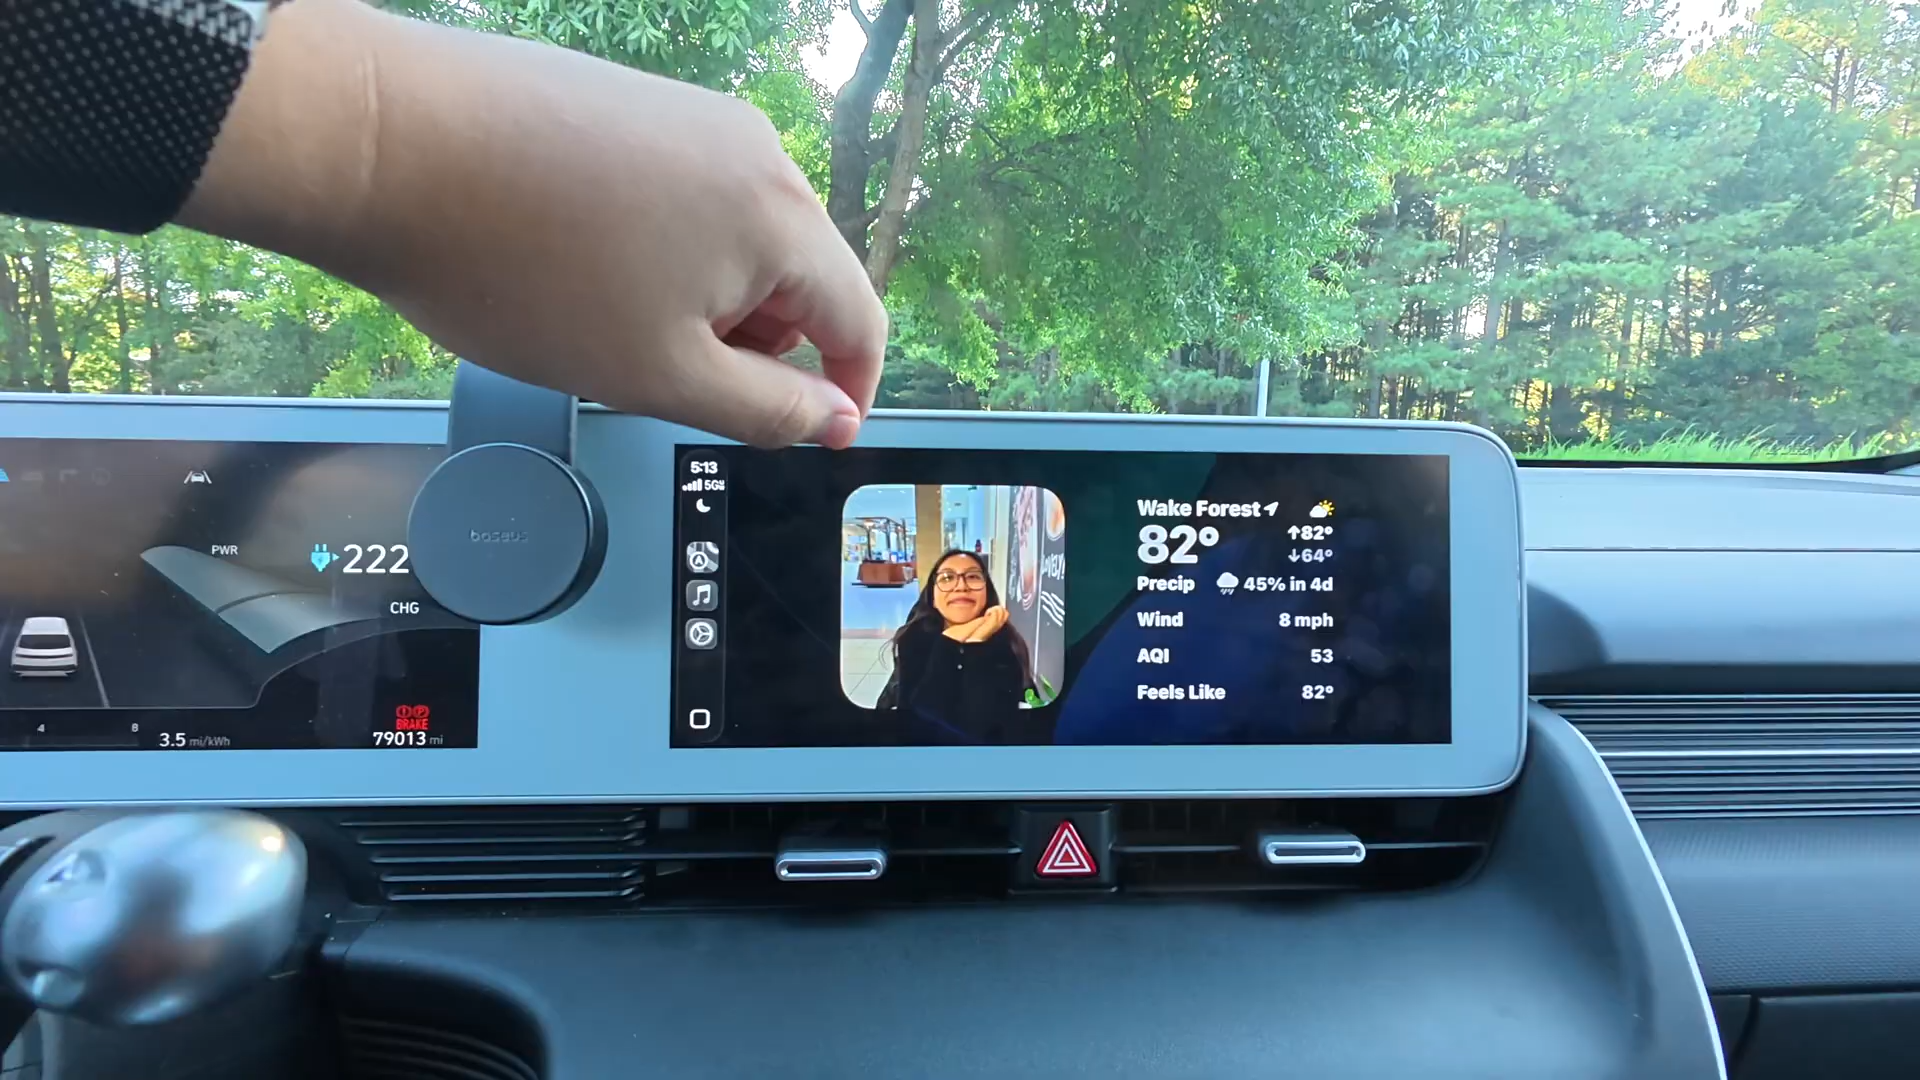 5:13
5G
Wake Forest
82°
↑82°
↓64°
Precip 45% in 4d
Wind 8 mph
AQI 53
Feels Like 82°
baseus
PWR
222
CHG
BRAKE
4 8
3.5 mi/kWh
79013 mi